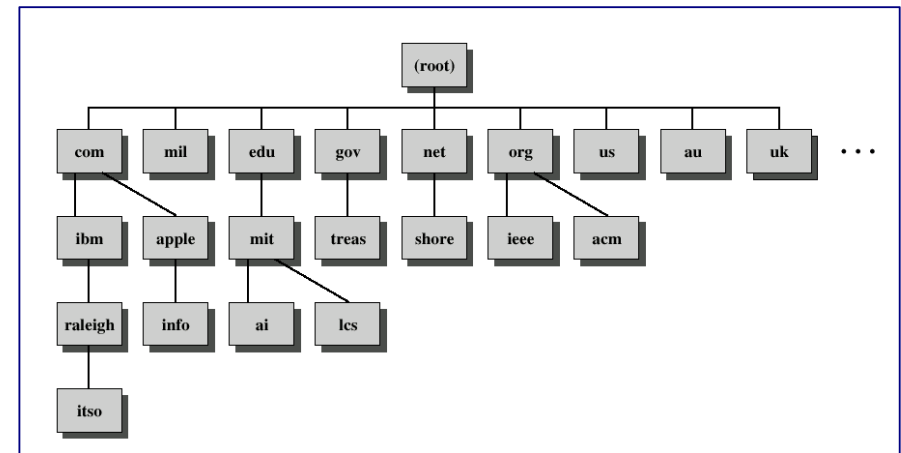 (root)
com mil edu gov net org us au uk . . .
ibm apple mit treas shore ieee acm
raleigh info ai lcs
itso